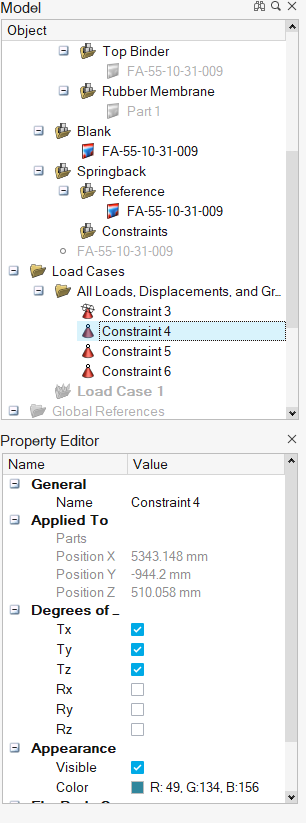 Model
Object
Top Binder
FA-55-10-31-009
Rubber Membrane
Part 1
Blank
FA-55-10-31-009
Springback
Reference
FA-55-10-31-009
Constraints
FA-55-10-31-009
Load Cases
All Loads, Displacements, and Gr...
Constraint 3
Constraint 4
Constraint 5
Constraint 6
Load Case 1
Global References
Property Editor
Name Value
General
Name Constraint 4
Applied To
Parts
Position X 5343.148 mm
Position Y -944.2 mm
Position Z 510.058 mm
Degrees of _
Tx
Ty
Tz
Rx
Ry
Rz
Appearance
Visible
Color R: 49, G:134, B:156